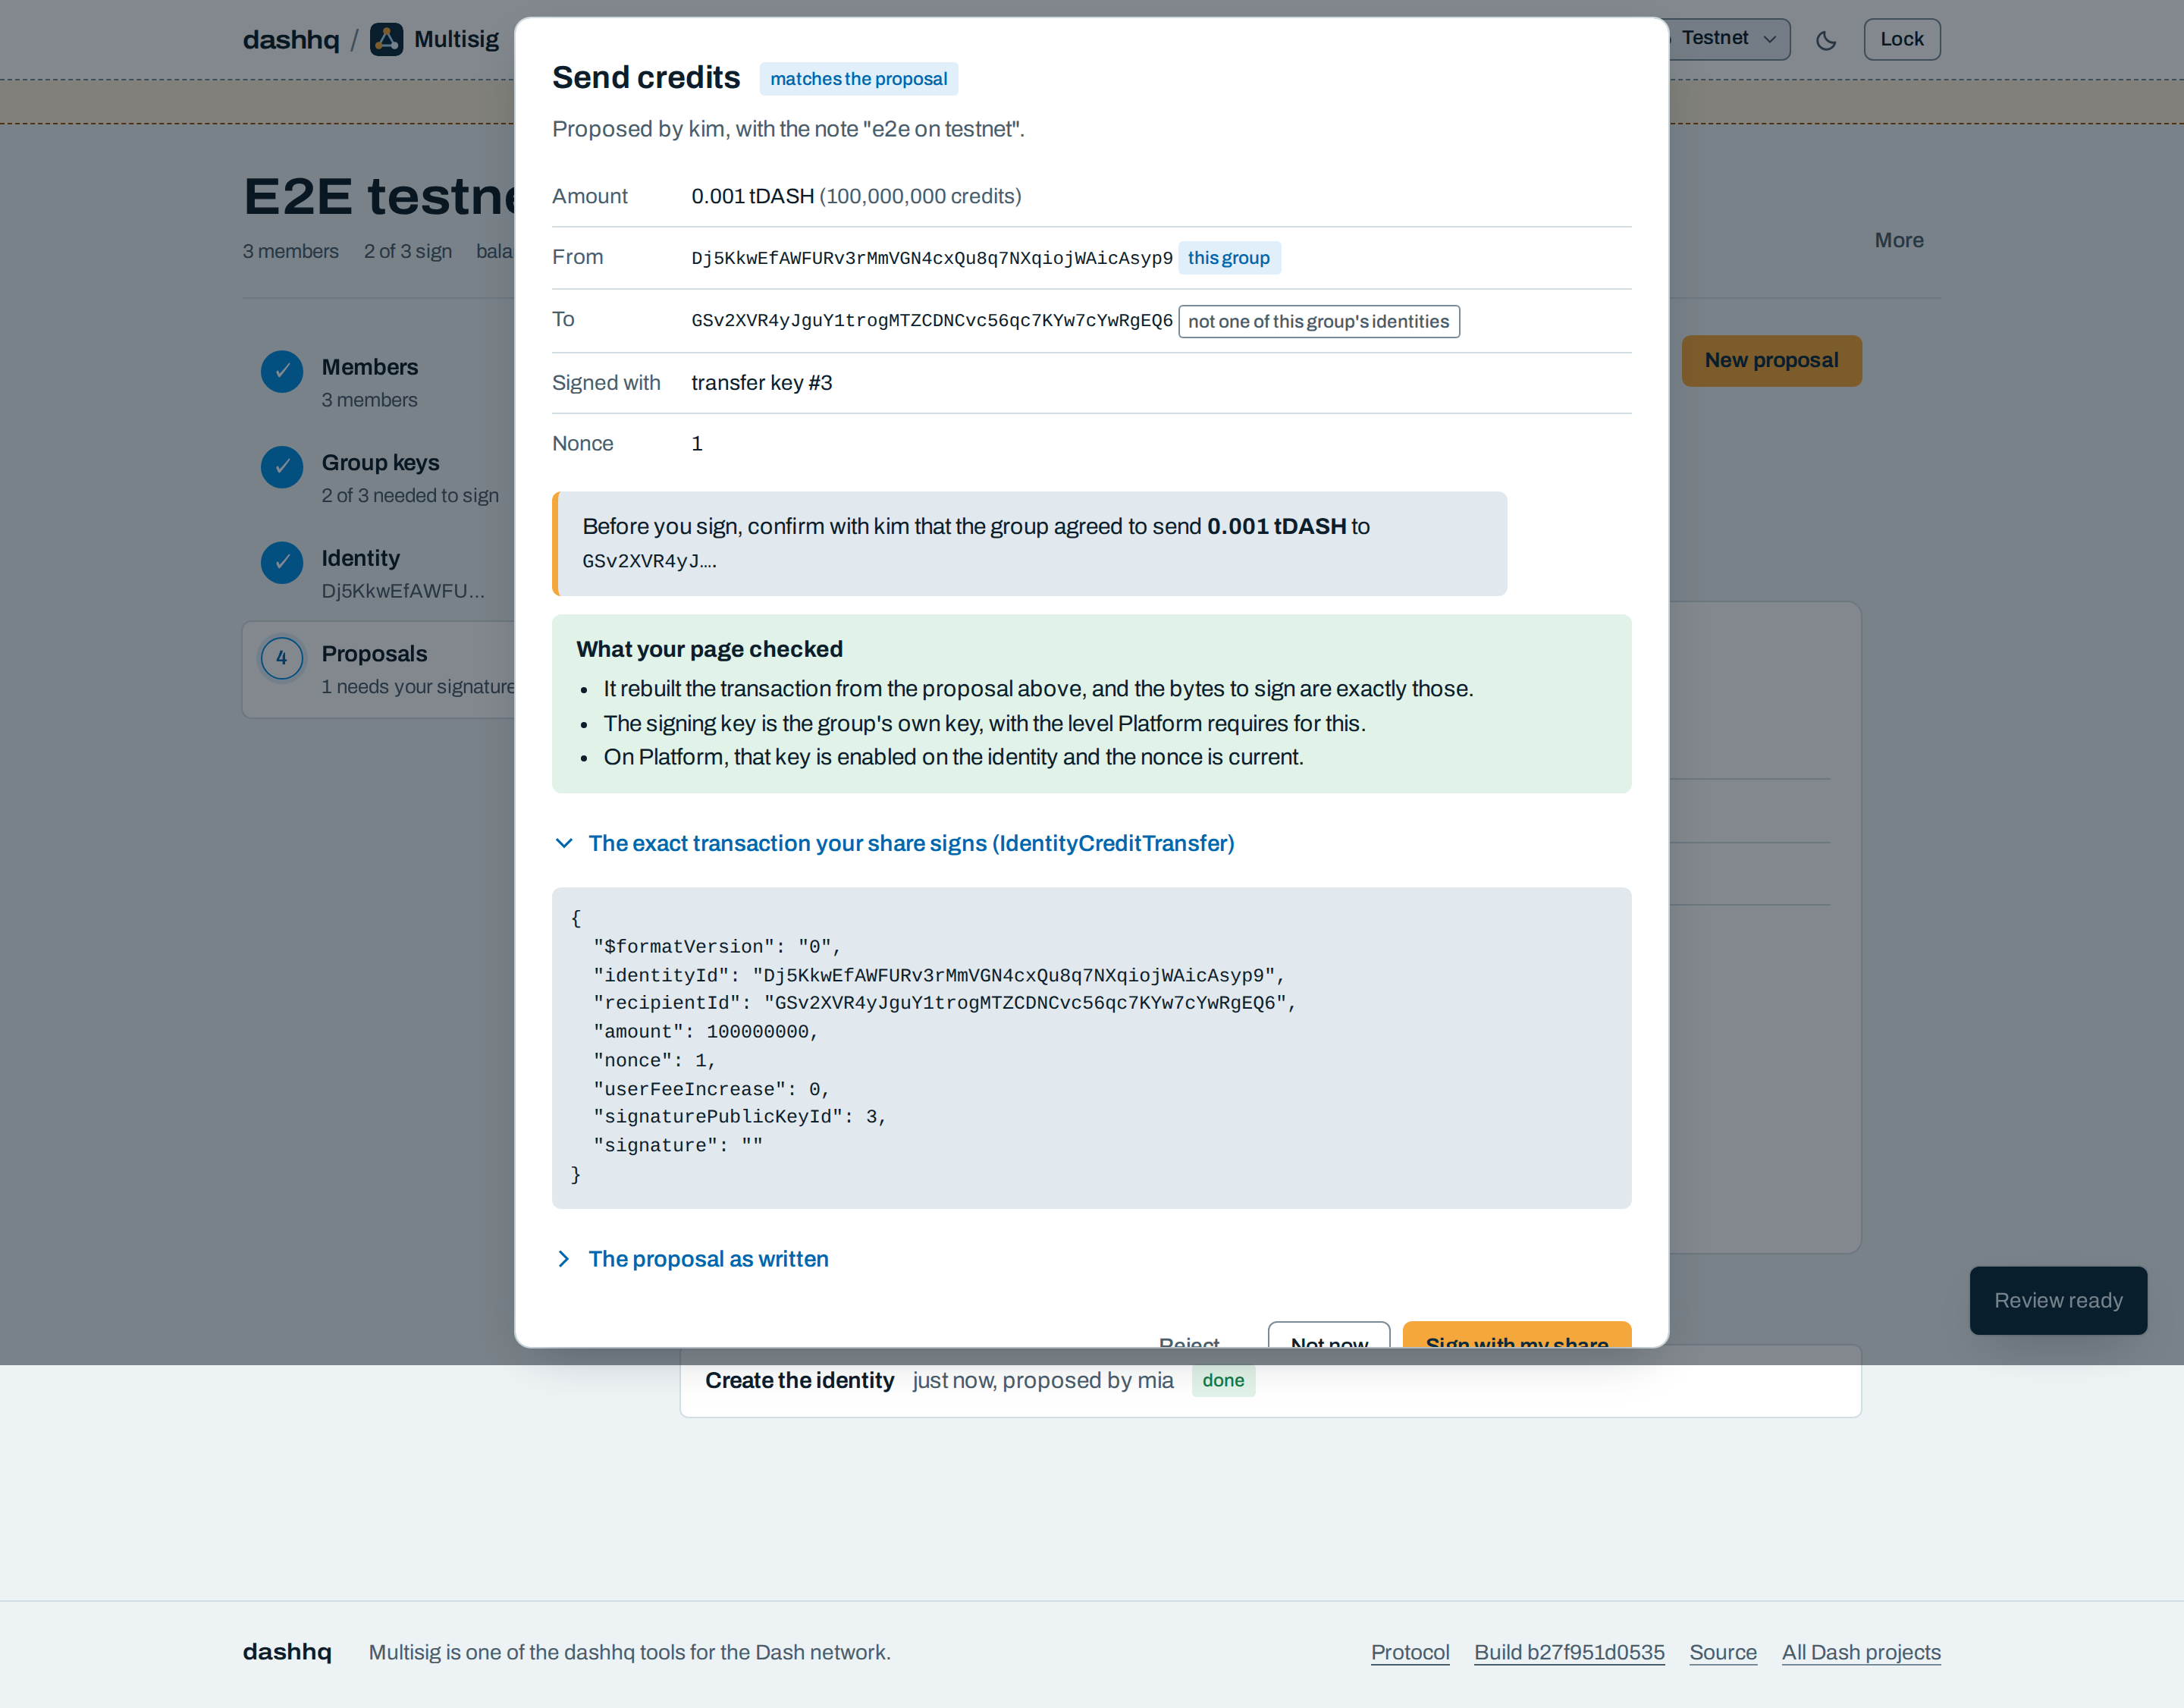 dashhq / Multisig
Testnet
Lock
E2E testne
3 members 2 of 3 sign bala
More
Members
3 members
Group keys
2 of 3 needed to sign
Identity
Dj5KkwEfAWFU...
4
Proposals
1 needs your signature
New proposal
Send credits matches the proposal
Proposed by kim, with the note "e2e on testnet".
Amount 0.001 tDASH (100,000,000 credits)
From Dj5KkwEfAWFURv3rMmVGN4cxQu8q7NXqiojWAicAsyp9 this group
To GSv2XVR4yJguY1trogMTZCDNCvc56qc7KYw7cYwRgEQ6 not one of this group's identities
Signed with transfer key #3
Nonce 1
Before you sign, confirm with kim that the group agreed to send 0.001 tDASH to
GSv2XVR4yJ….
What your page checked
• It rebuilt the transaction from the proposal above, and the bytes to sign are exactly those.
• The signing key is the group's own key, with the level Platform requires for this.
• On Platform, that key is enabled on the identity and the nonce is current.
The exact transaction your share signs (IdentityCreditTransfer)
{
"$formatVersion": "0",
"identityId": "Dj5KkwEfAWFURv3rMmVGN4cxQu8q7NXqiojWAicAsyp9",
"recipientId": "GSv2XVR4yJguY1trogMTZCDNCvc56qc7KYw7cYwRgEQ6",
"amount": 100000000,
"nonce": 1,
"userFeeIncrease": 0,
"signaturePublicKeyId": 3,
"signature": ""
}
The proposal as written
Reject Not now Sign with my share
Review ready
Create the identity just now, proposed by mia done
dashhq Multisig is one of the dashhq tools for the Dash network. Protocol Build b27f951d0535 Source All Dash projects